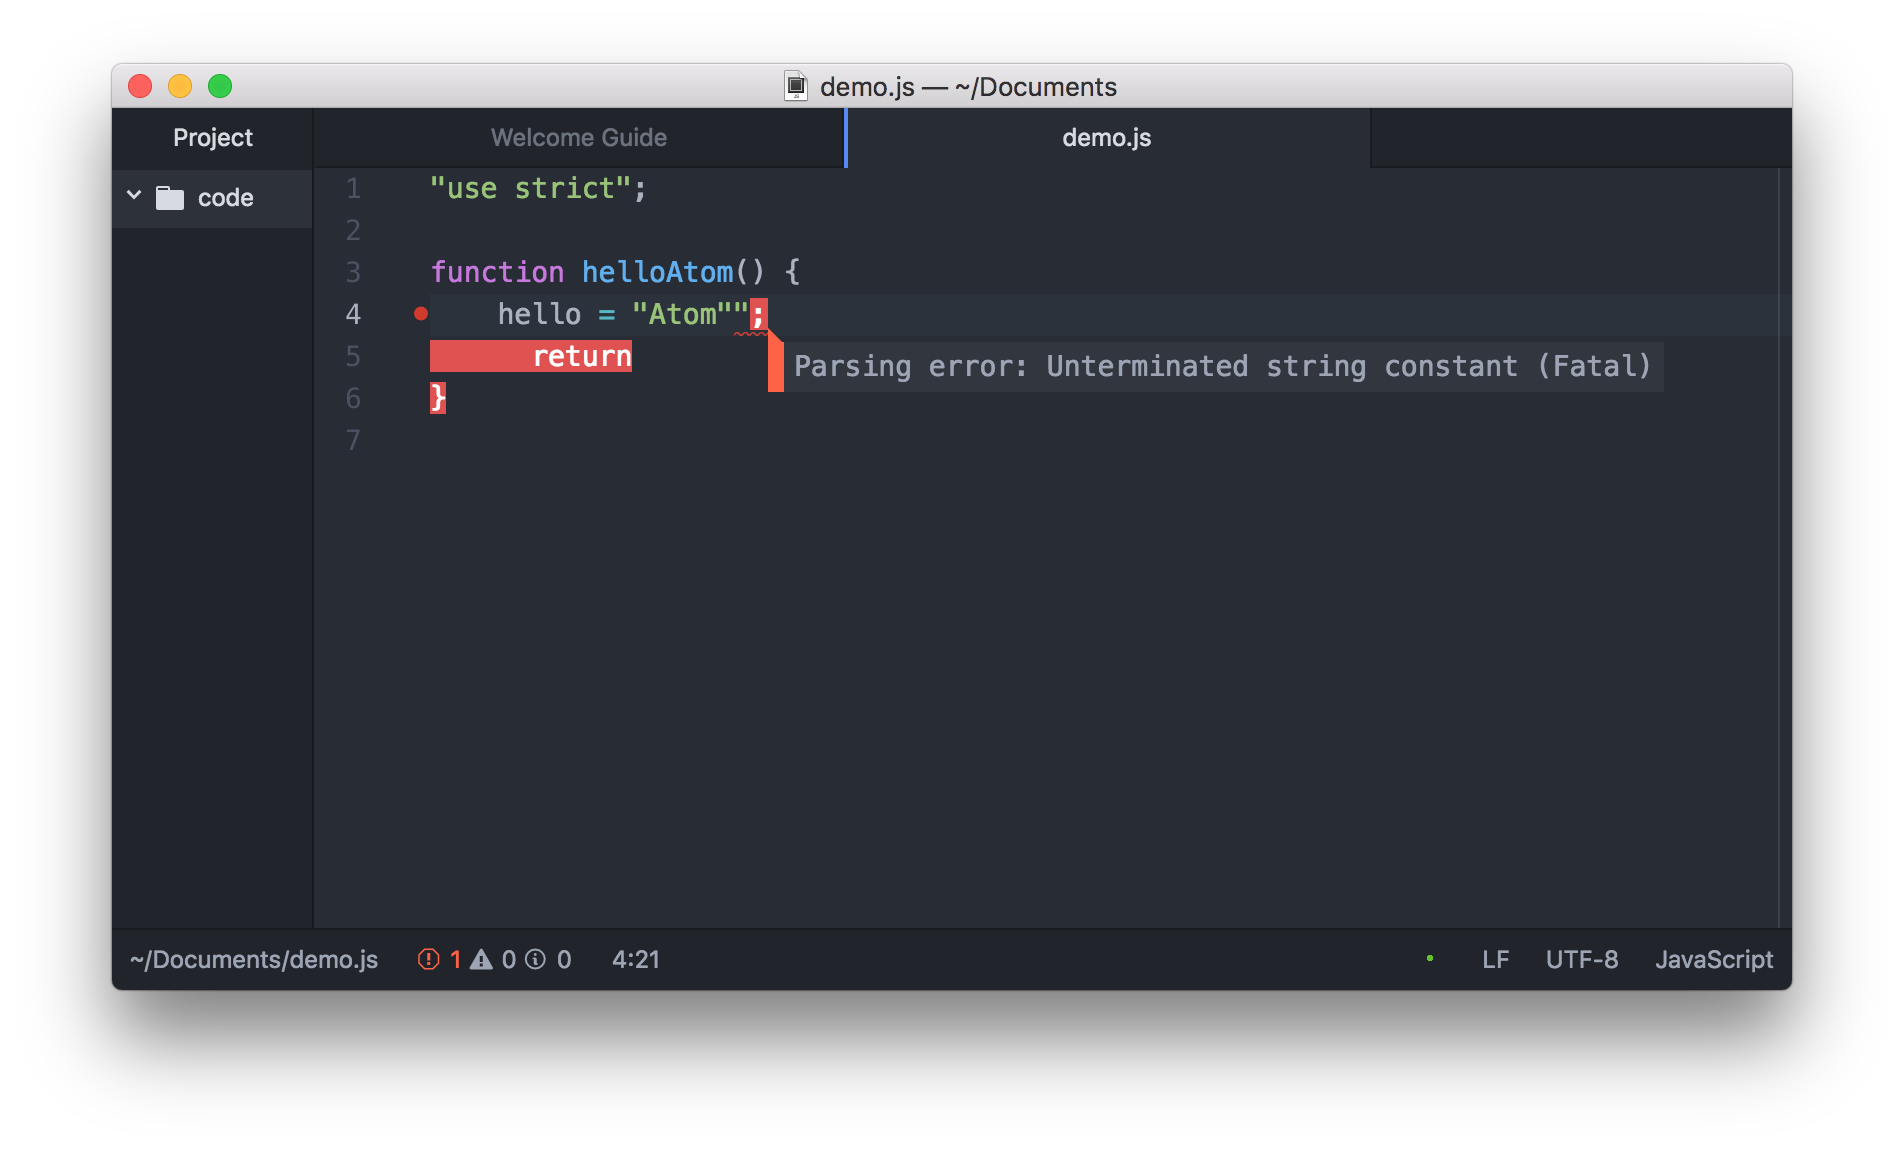 demo.js — ~/Documents
Project
Welcome Guide
demo.js
code
1 "use strict";
2
3 function helloAtom() {
4 hello = "Atom"";
5 return
Parsing error: Unterminated string constant (Fatal)
6 }
7
~/Documents/demo.js 1 0 0 4:21 LF UTF-8 JavaScript